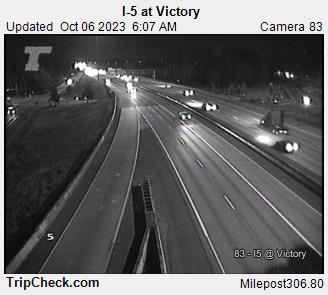 I-5 at Victory
Updated Oct 06 2023 6:07 AM Camera 83
T
S
83 - I5 @ Victory
TripCheck.com Milepost306.80